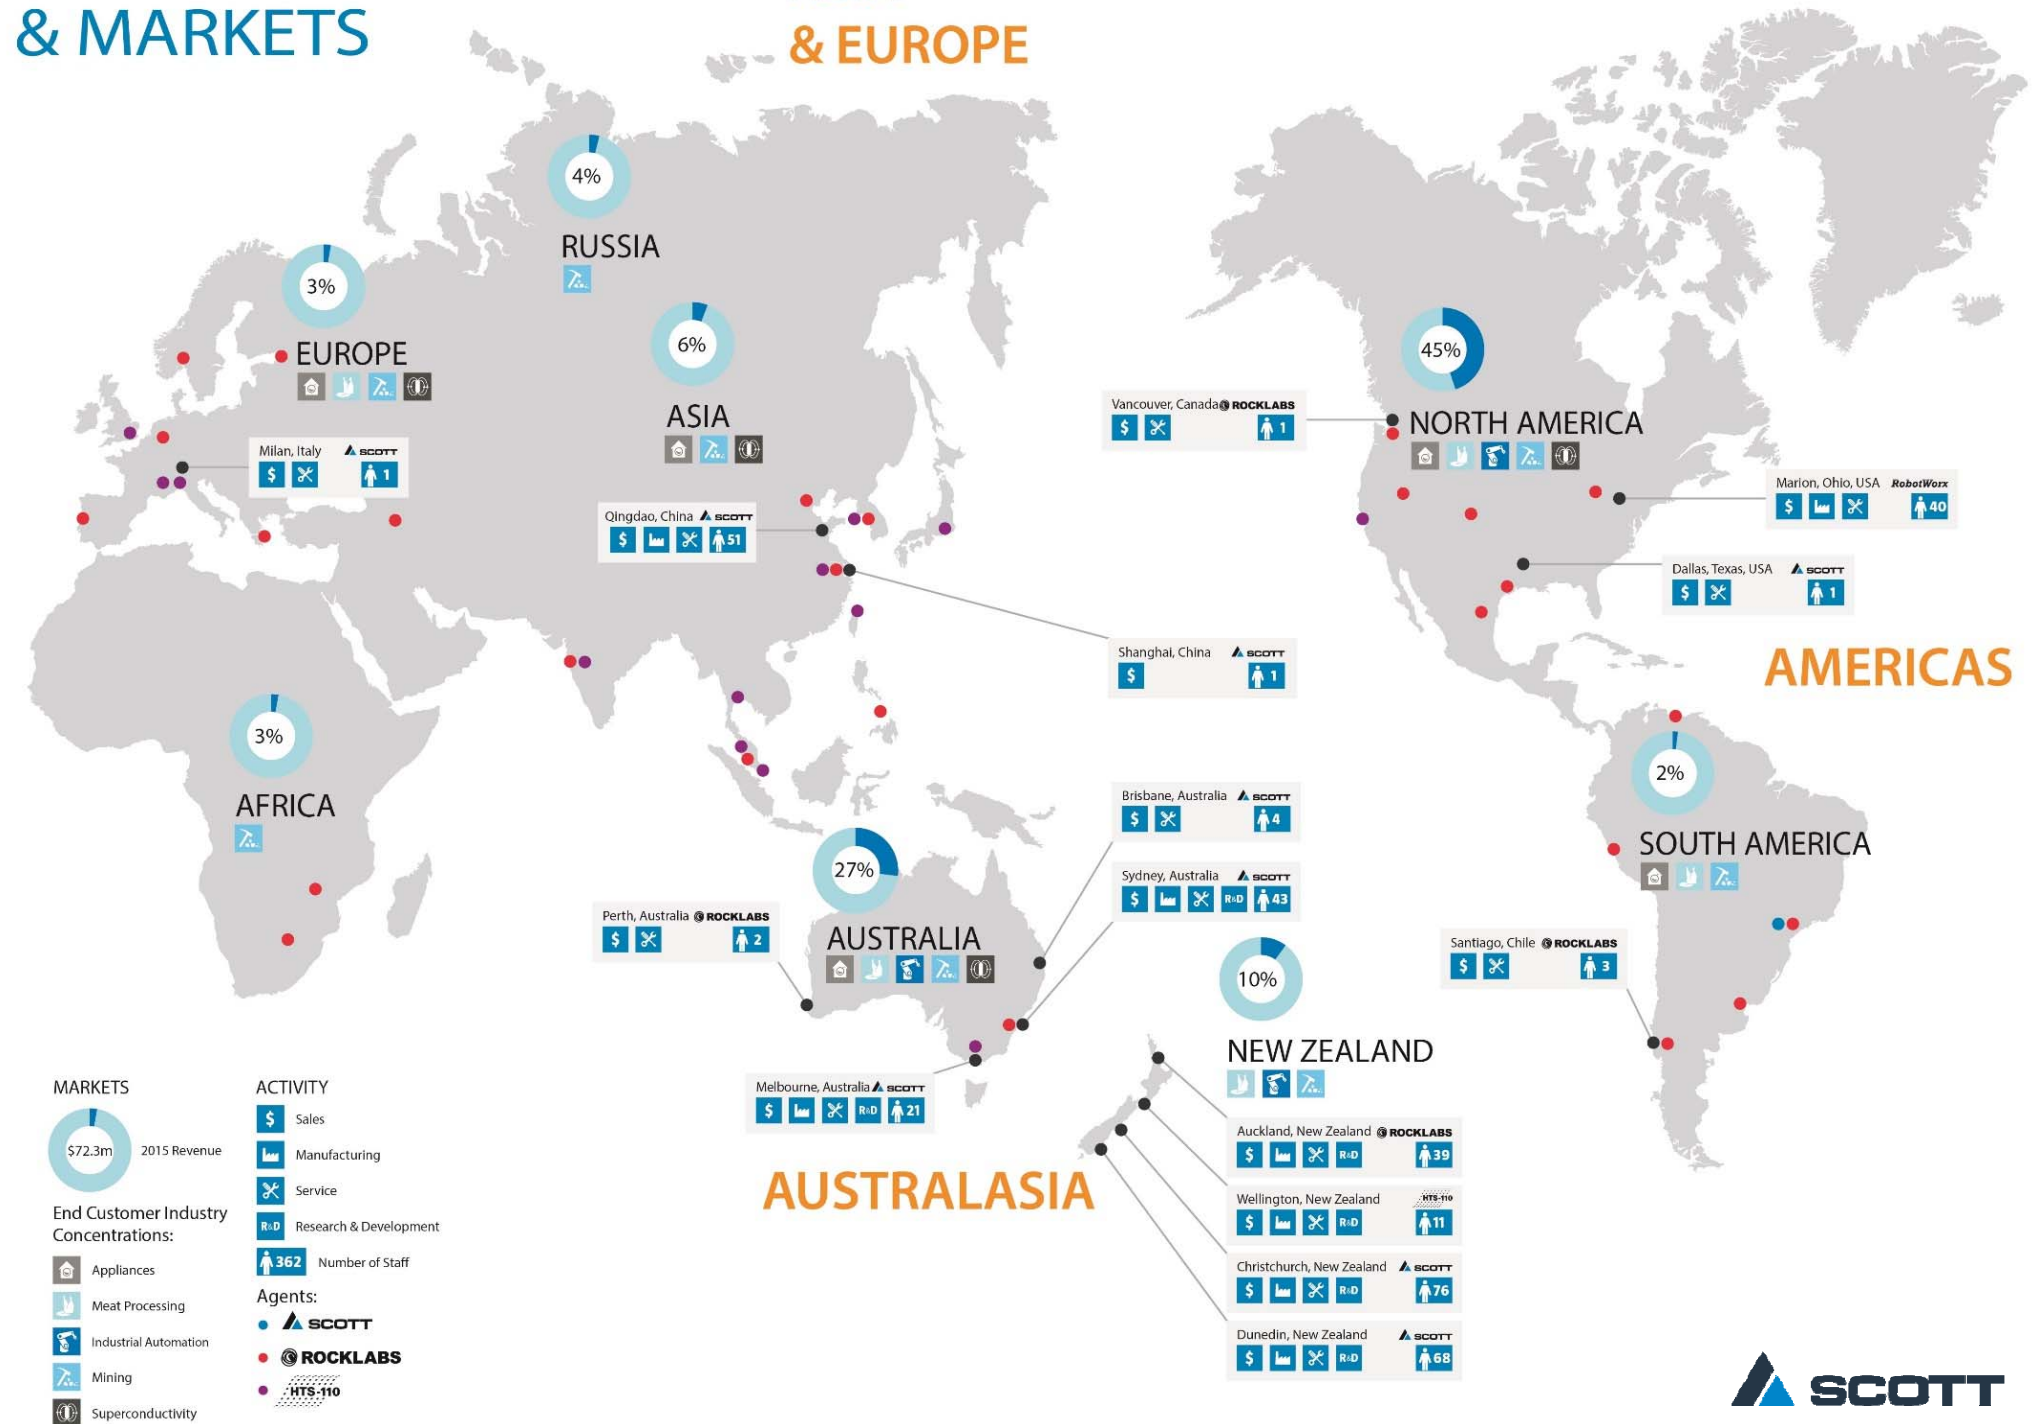 & MARKETS
& EUROPE
4%
RUSSIA
3%
EUROPE
6%
ASIA
45%
NORTH AMERICA
Vancouver, Canada ROCKLABS
$ 1
Milan, Italy SCOTT
$ 1
Marion, Ohio, USA RobotWorx
$ 40
Qingdao, China SCOTT
$ 51
Dallas, Texas, USA SCOTT
$ 1
Shanghai, China SCOTT
$ 1
AMERICAS
3%
AFRICA
2%
SOUTH AMERICA
Brisbane, Australia SCOTT
$ 4
27%
AUSTRALIA
Sydney, Australia SCOTT
$ R&D 43
Perth, Australia ROCKLABS
$ 2
10%
NEW ZEALAND
Santiago, Chile ROCKLABS
$ 3
Melbourne, Australia SCOTT
$ R&D 21
AUSTRALASIA
Auckland, New Zealand ROCKLABS
$ R&D 39
Wellington, New Zealand HTS-110
$ R&D 11
Christchurch, New Zealand SCOTT
$ R&D 76
Dunedin, New Zealand SCOTT
$ R&D 68
MARKETS
$72.3m 2015 Revenue
End Customer Industry
Concentrations:
Appliances
Meat Processing
Industrial Automation
Mining
Superconductivity
ACTIVITY
$ Sales
Manufacturing
Service
R&D Research & Development
362 Number of Staff
Agents:
SCOTT
ROCKLABS
HTS-110
SCOTT